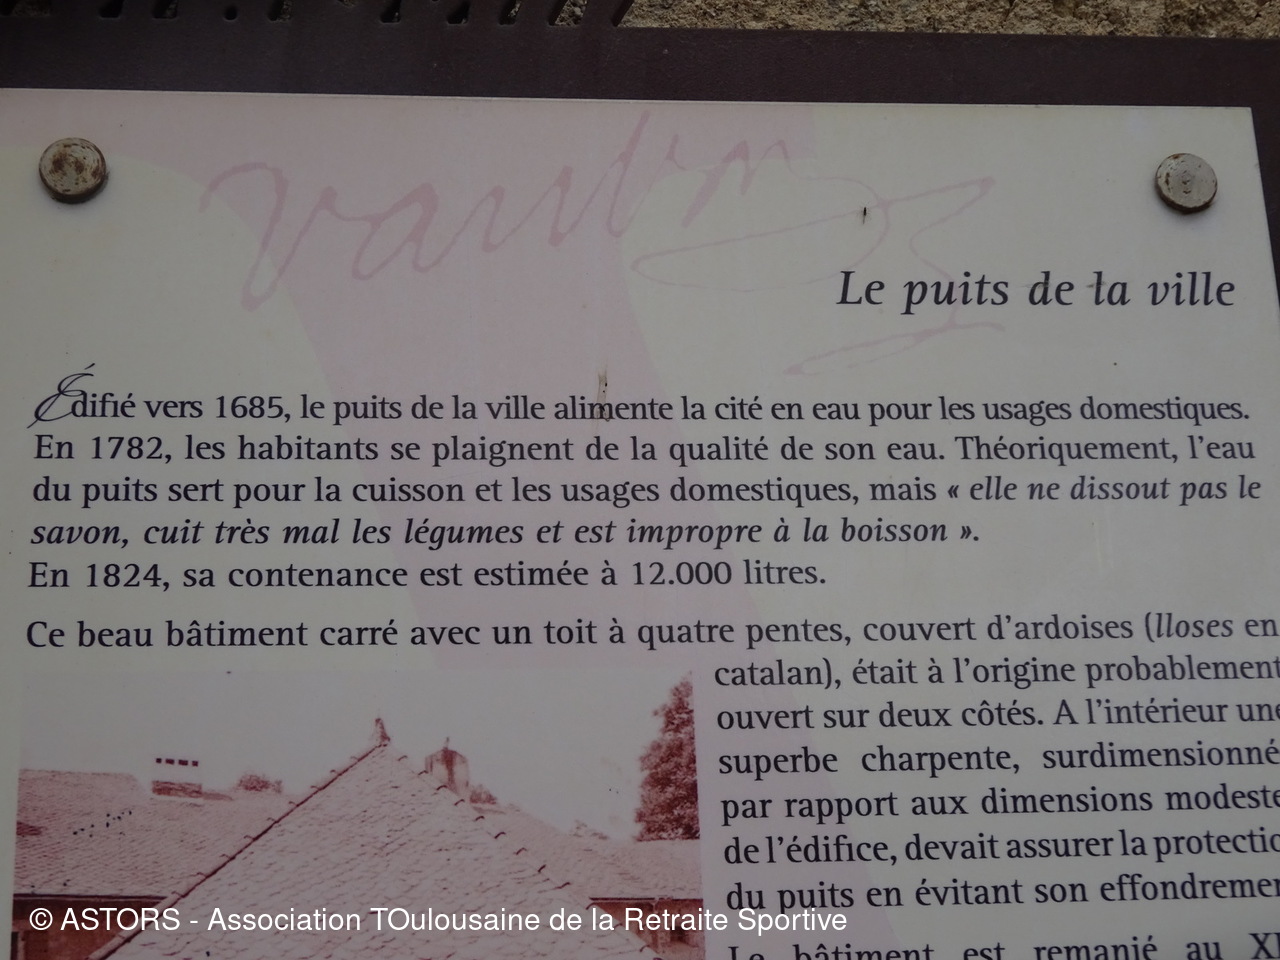 vauban
Le puits de la ville
Édifié vers 1685, le puits de la ville alimente la cité en eau pour les usages domestiques.
En 1782, les habitants se plaignent de la qualité de son eau. Théoriquement, l'eau
du puits sert pour la cuisson et les usages domestiques, mais « elle ne dissout pas le
savon, cuit très mal les légumes et est impropre à la boisson ».
En 1824, sa contenance est estimée à 12.000 litres.
Ce beau bâtiment carré avec un toit à quatre pentes, couvert d'ardoises (lloses en
catalan), était à l'origine probablement
ouvert sur deux côtés. A l'intérieur une
superbe charpente, surdimensionné
par rapport aux dimensions modeste
de l'édifice, devait assurer la protectio
du puits en évitant son effondremen
Le bâtiment est remanié au
© ASTORS - Association TOulousaine de la Retraite Sportive